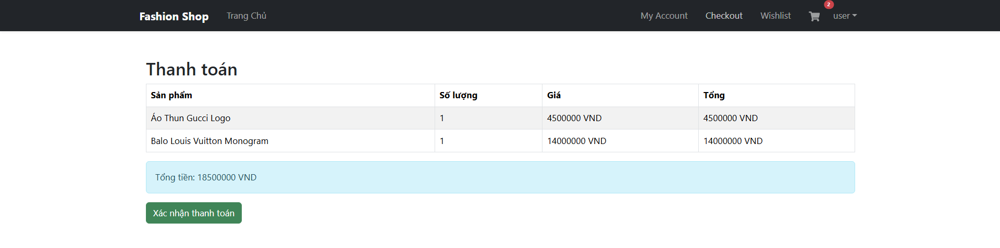 Fashion Shop Trang Chủ My Account Checkout Wishlist 2 user
Thanh toán
Sản phẩm Số lượng Giá Tổng
Áo Thun Gucci Logo 1 4500000 VND 4500000 VND
Balo Louis Vuitton Monogram 1 14000000 VND 14000000 VND
Tổng tiền: 18500000 VND
Xác nhận thanh toán